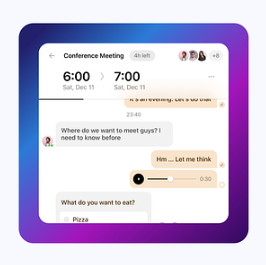 Conference Meeting
4h left
+8
6:00
7:00
Sat, Dec 11
Sat, Dec 11
It's an evening. Let's do that
23:40
Where do we want to meet guys? I
need to know before
Hm ... Let me think
0:30
What do you want to eat?
Pizza